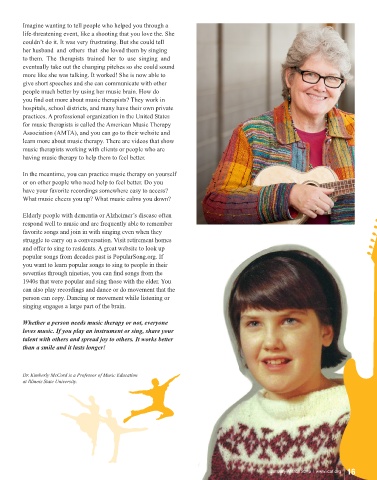 Imagine wanting to tell people who helped you through a
life-threatening event, like a shooting that you love the. She
couldn't do it. It was very frustrating. But she could tell
her husband and others that she loved them by singing
to them. The therapists trained her to use singing and
eventually take out the changing pitches so she could sound
more like she was talking. It worked! She is now able to
give short speeches and she can communicate with other
people much better by using her music brain. How do
you find out more about music therapists? They work in
hospitals, school districts, and many have their own private
practices. A professional organization in the United States
for music therapists is called the American Music Therapy
Association (AMTA), and you can go to their website and
learn more about music therapy. There are videos that show
music therapists working with clients or people who are
having music therapy to help them to feel better.
In the meantime, you can practice music therapy on yourself
or on other people who need help to feel better. Do you
have your favorite recordings somewhere easy to access?
What music cheers you up? What music calms you down?
Elderly people with dementia or Alzheimer's disease often
respond well to music and are frequently able to remember
favorite songs and join in with singing even when they
struggle to carry on a conversation. Visit retirement homes
and offer to sing to residents. A great website to look up
popular songs from decades past is PopularSong.org. If
you want to learn popular songs to sing to people in their
seventies through nineties, you can find songs from the
1940s that were popular and sing those with the elder. You
can also play recordings and dance or do movement that the
person can copy. Dancing or movement while listening or
singing engages a large part of the brain.
Whether a person needs music therapy or not, everyone
loves music. If you play an instrument or sing, share your
talent with others and spread joy to others. It works better
than a smile and it lasts longer!
Dr. Kimberly McCord is a Professor of Music Education
at Illinois State University.
16